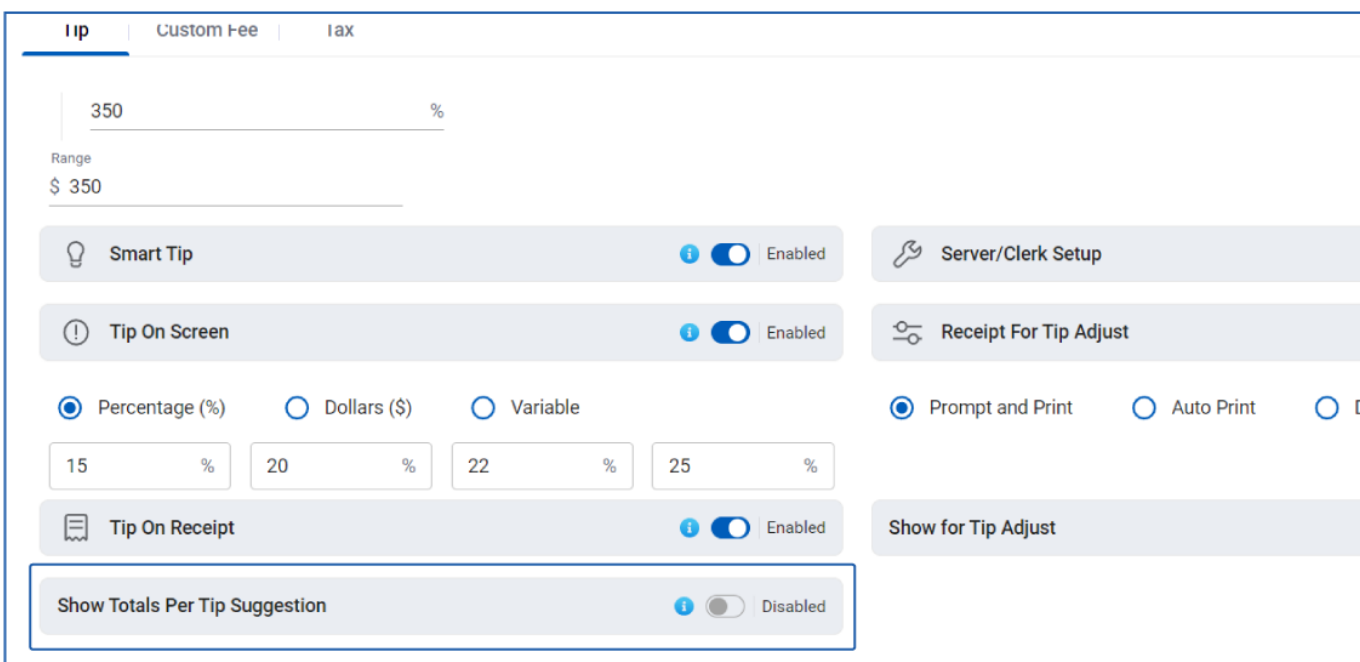 Tip Custom Fee Tax
350 %
Range
$ 350
Smart Tip Enabled Server/Clerk Setup
Tip On Screen Enabled Receipt For Tip Adjust
Percentage (%) Dollars ($) Variable Prompt and Print Auto Print
15 % 20 % 22 % 25 %
Tip On Receipt Enabled Show for Tip Adjust
Show Totals Per Tip Suggestion Disabled